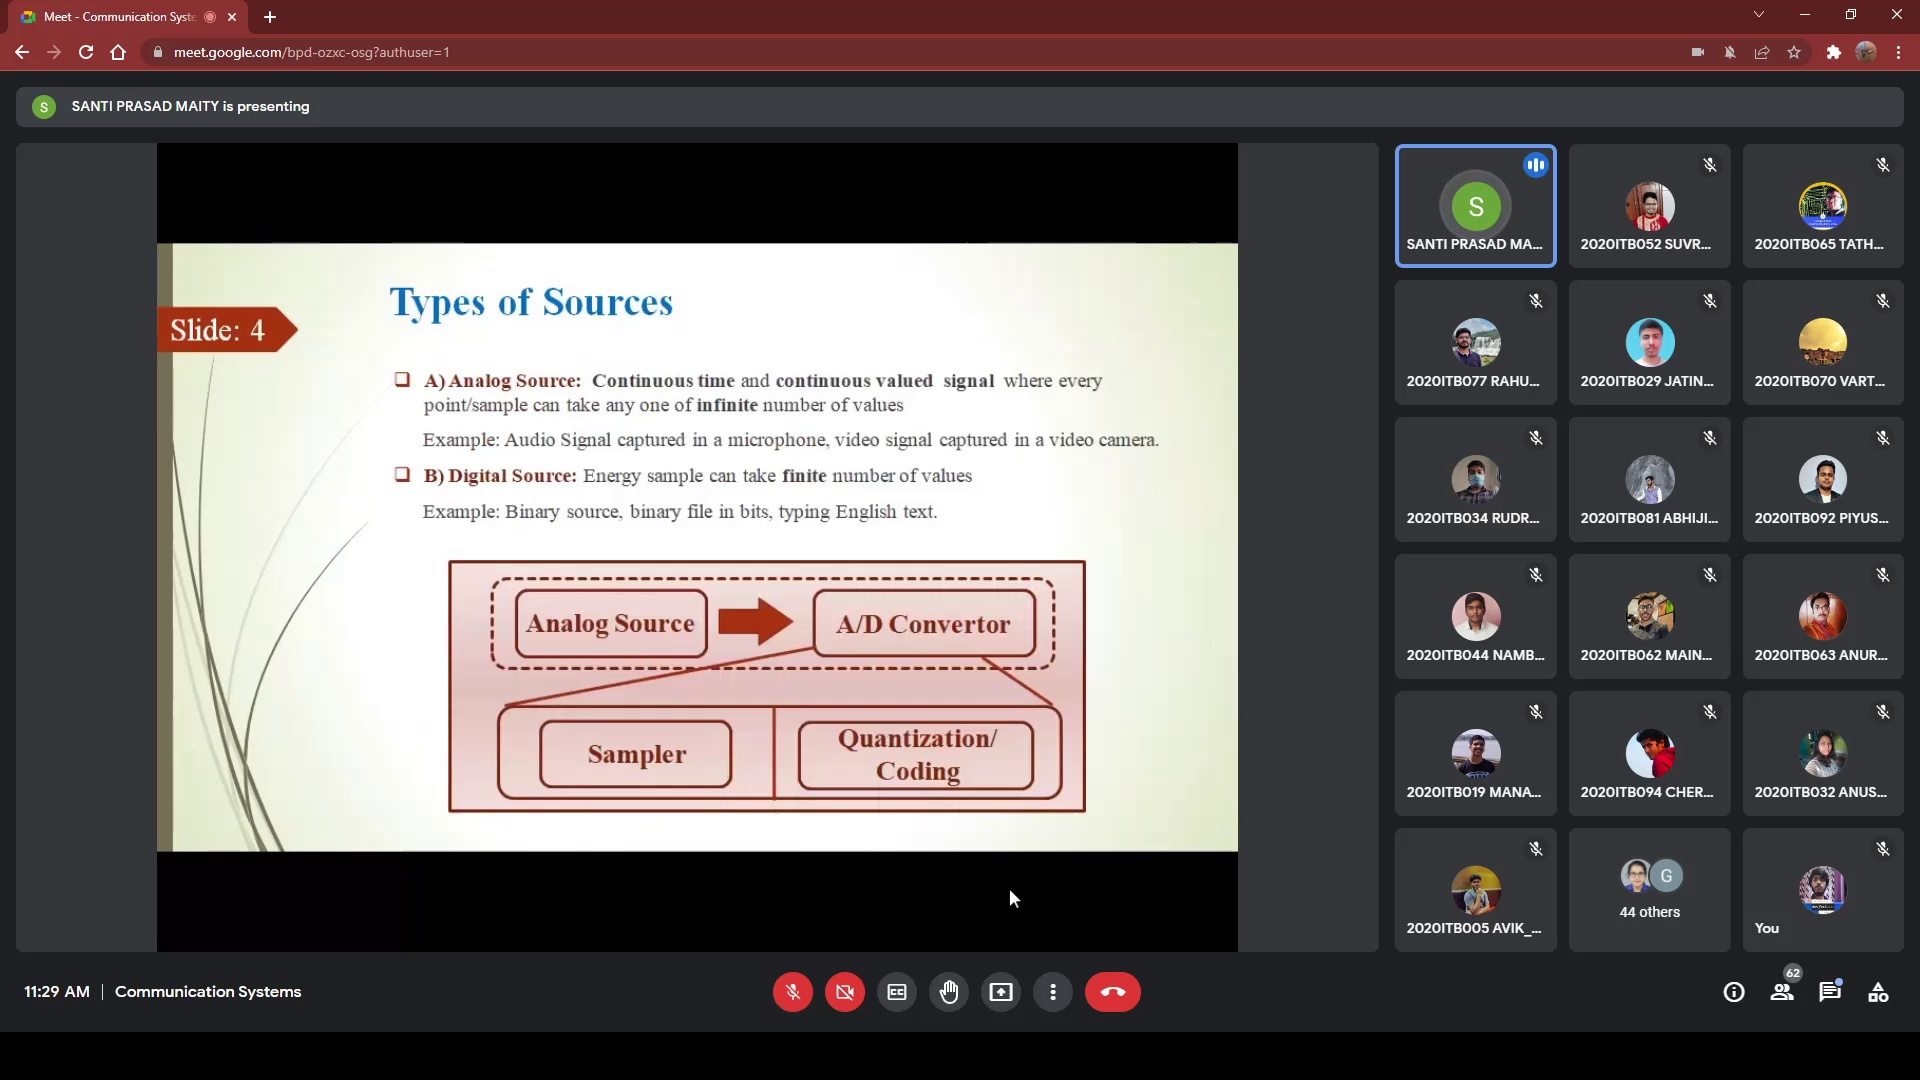 Meet - Communication Syste
meet.google.com/bpd-ozxc-osg?authuser=1
S
SANTI PRASAD MAITY is presenting
Slide: 4
Types of Sources
A) Analog Source: Continuous time and continuous valued signal where every
point/sample can take any one of infinite number of values
Example: Audio Signal captured in a microphone, video signal captured in a video camera.
B) Digital Source: Energy sample can take finite number of values
Example: Binary source, binary file in bits, typing English text.
Analog Source
A/D Convertor
Sampler
Quantization/
Coding
S
SANTI PRASAD MA...
2020ITB052 SUVR...
2020ITB065 TATH...
2020ITB077 RAHU...
2020ITB029 JATIN...
2020ITB070 VART...
2020ITB034 RUDR...
2020ITB081 ABHIJI...
2020ITB092 PIYUS...
2020ITB044 NAMB...
2020ITB062 MAIN...
2020ITB063 ANUR...
2020ITB019 MANA...
2020ITB094 CHER...
2020ITB032 ANUS...
2020ITB005 AVIK_...
G
44 others
You
11:29 AM | Communication Systems
62